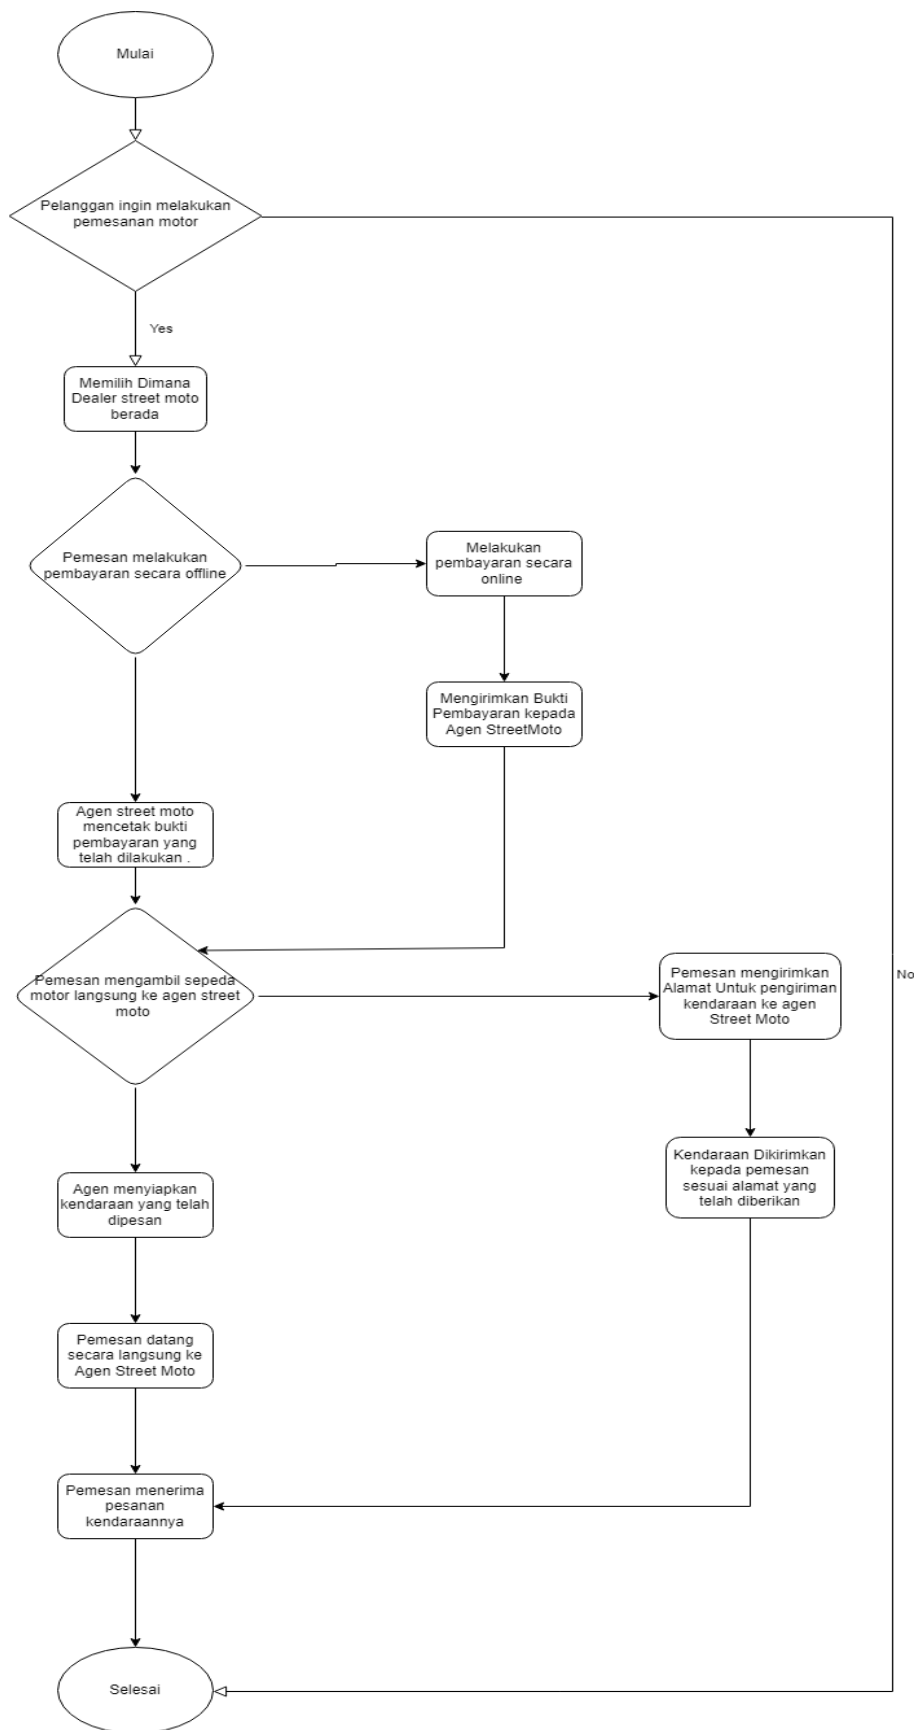 Mulai
Pelanggan ingin melakukan
pemesanan motor
Yes
Memilih Dimana
Dealer street moto
berada
Pemesan melakukan
pembayaran secara offline
Melakukan
pembayaran secara
online
Mengirimkan Bukti
Pembayaran kepada
Agen StreetMoto
Agen street moto
mencetak bukti
pembayaran yang
telah dilakukan .
Pemesan mengambil sepeda
motor langsung ke agen street
moto
Pemesan mengirimkan
Alamat Untuk pengiriman
kendaraan ke agen
Street Moto
No
Kendaraan Dikirimkan
kepada pemesan
sesuai alamat yang
telah diberikan
Agen menyiapkan
kendaraan yang telah
dipesan
Pemesan datang
secara langsung ke
Agen Street Moto
Pemesan menerima
pesanan
kendaraannya
Selesai